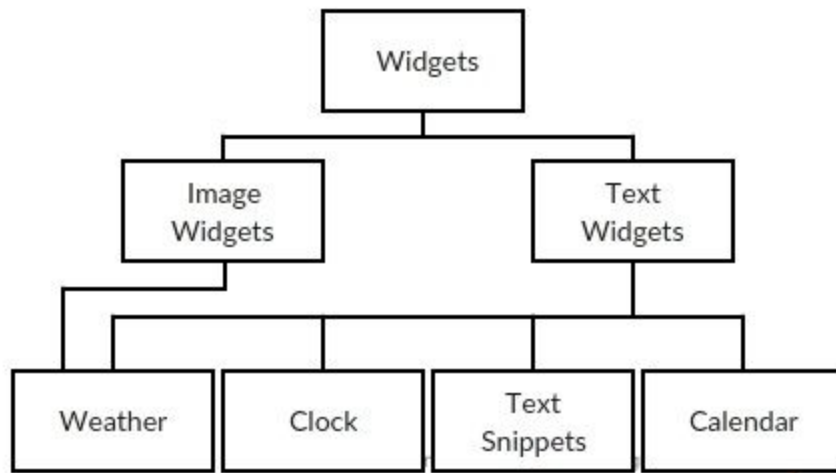 Widgets
Image
Widgets
Text
Widgets
Weather
Clock
Text
Snippets
Calendar